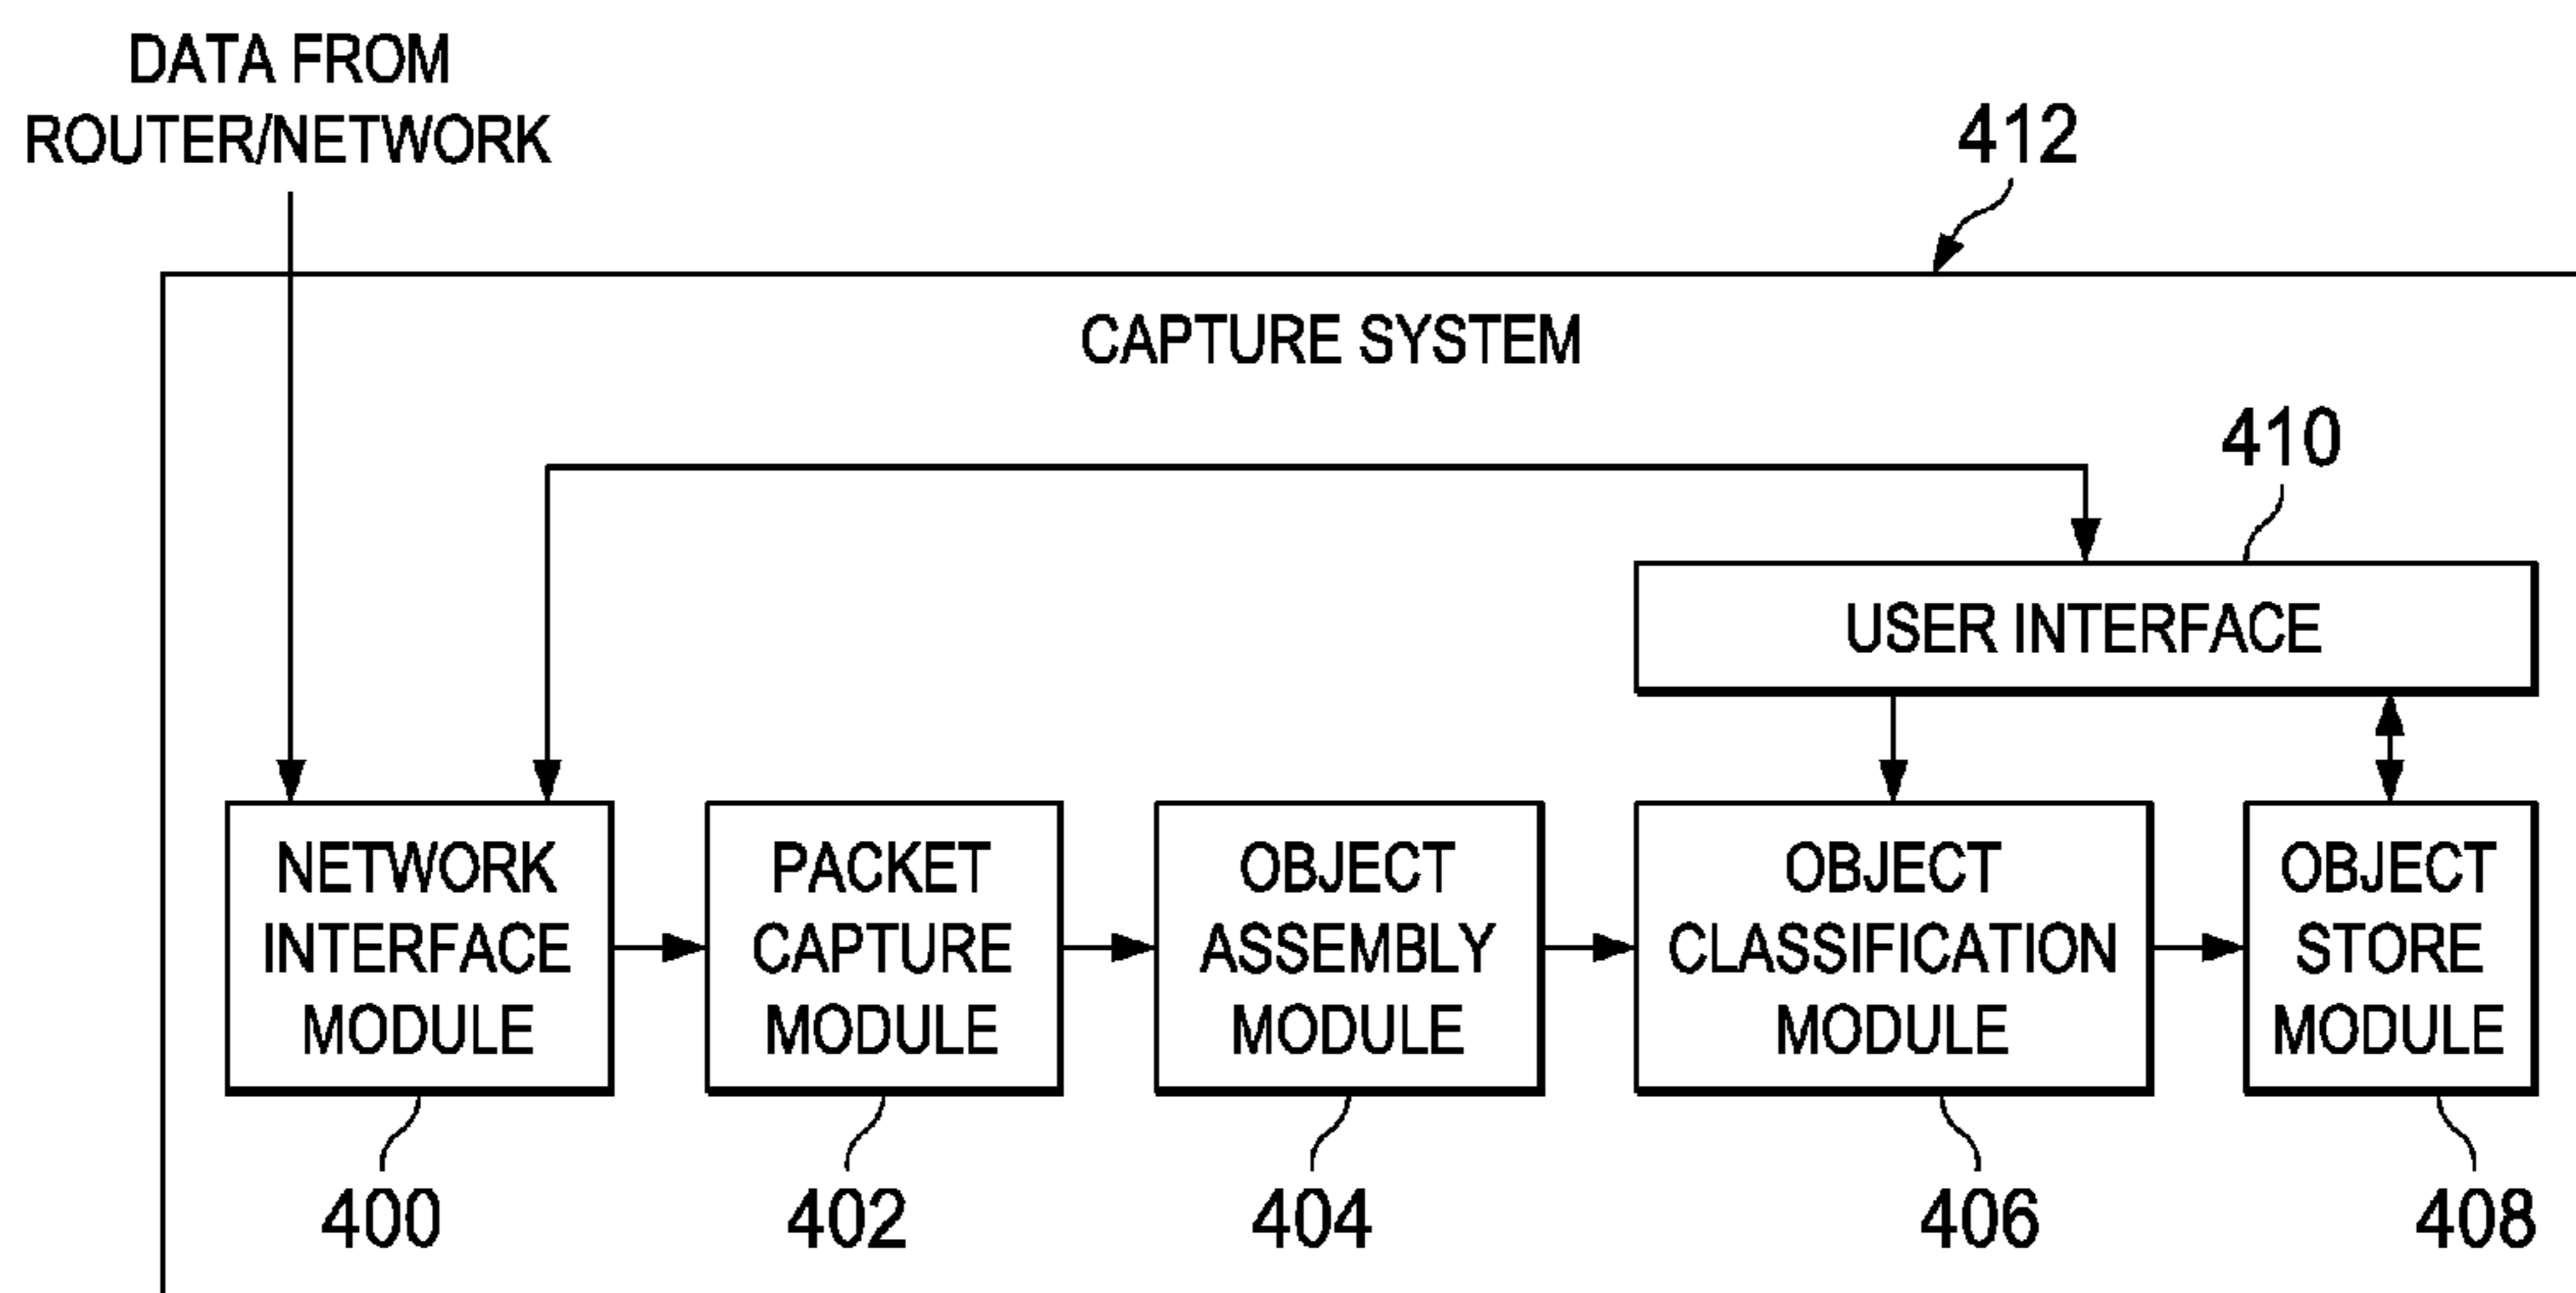 DATA FROM
ROUTER/NETWORK
412
CAPTURE SYSTEM
410
USER INTERFACE
NETWORK
INTERFACE
MODULE
PACKET
CAPTURE
MODULE
OBJECT
ASSEMBLY
MODULE
OBJECT
CLASSIFICATION
MODULE
OBJECT
STORE
MODULE
400
402
404
406
408